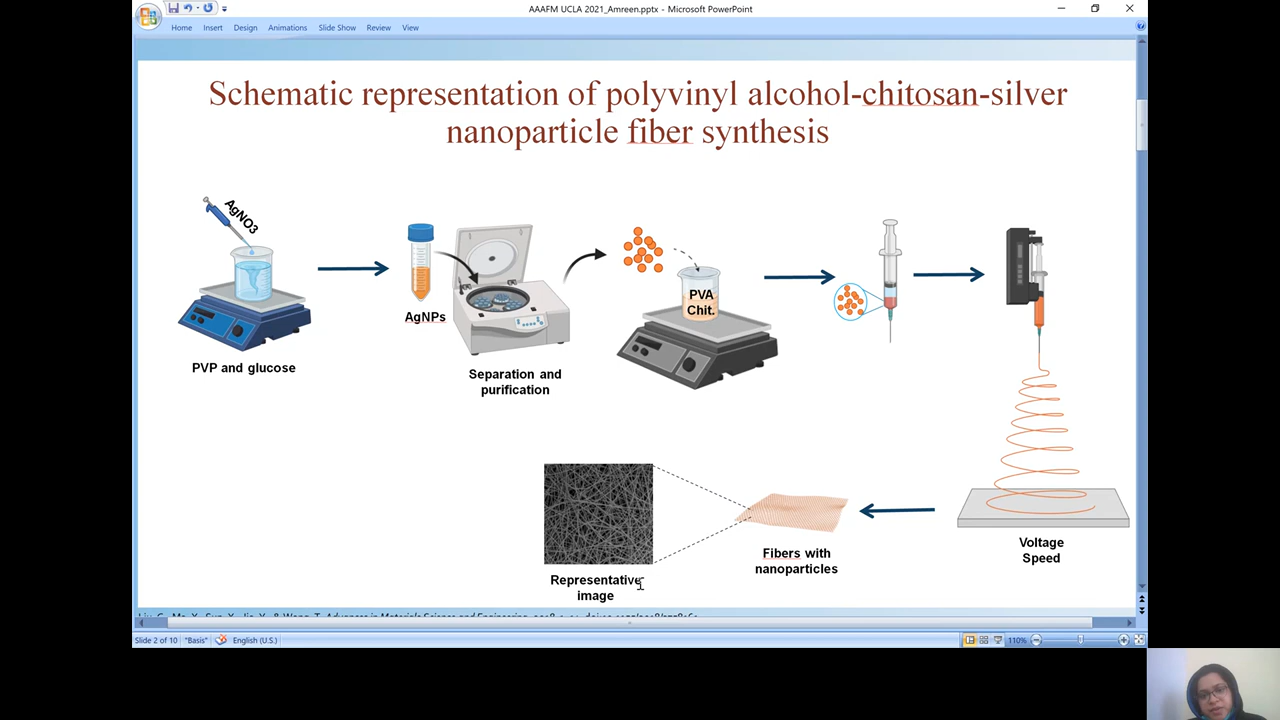 AAAFM UCLA 2021_Amreen.pptx - Microsoft PowerPoint
Home Insert Design Animations Slide Show Review View
Schematic representation of polyvinyl alcohol-chitosan-silver
nanoparticle fiber synthesis
AgNO3
PVP and glucose
AgNPs
Separation and
purification
PVA
Chit.
Voltage
Speed
Fibers with
nanoparticles
Representative
image
Slide 2 of 10 "Basis" English (U.S.) 110%